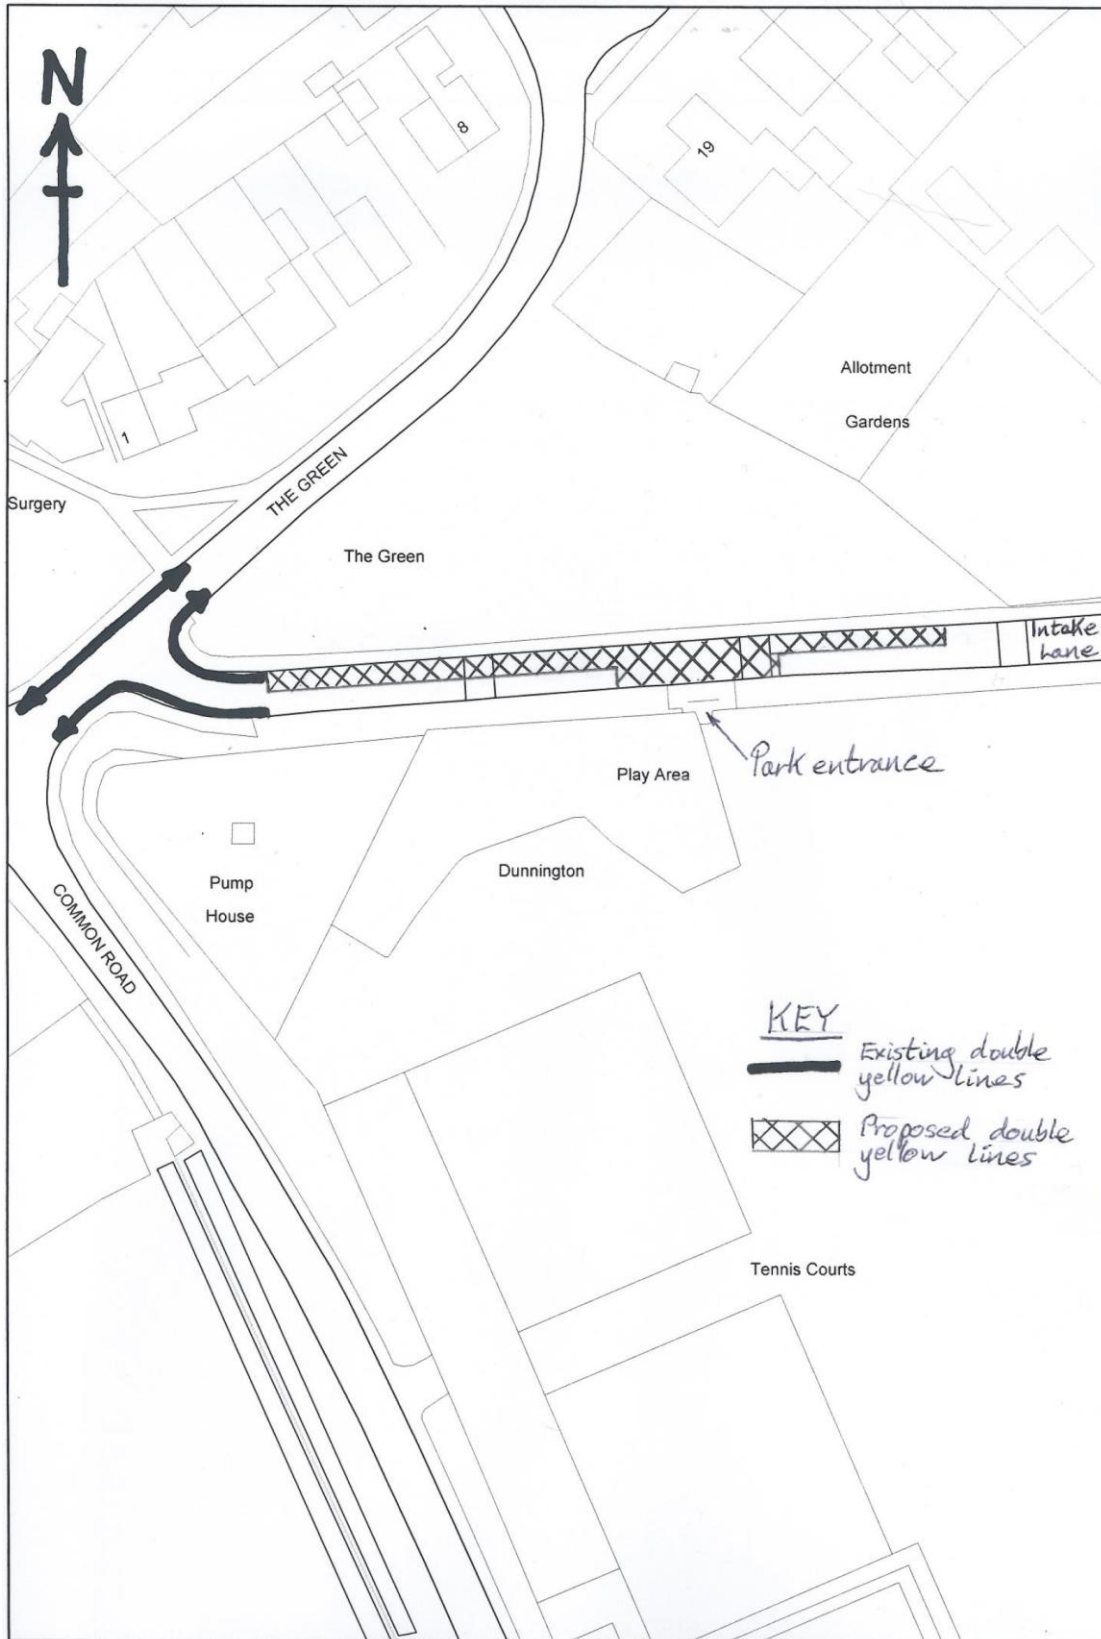 N
8
19
Allotment
Gardens
1
Surgery
THE GREEN
The Green
Intake
Lane
Park entrance
Play Area
Dunnington
Pump
House
COMMON ROAD
KEY
Existing double
yellow lines
Proposed double
yellow lines
Tennis Courts